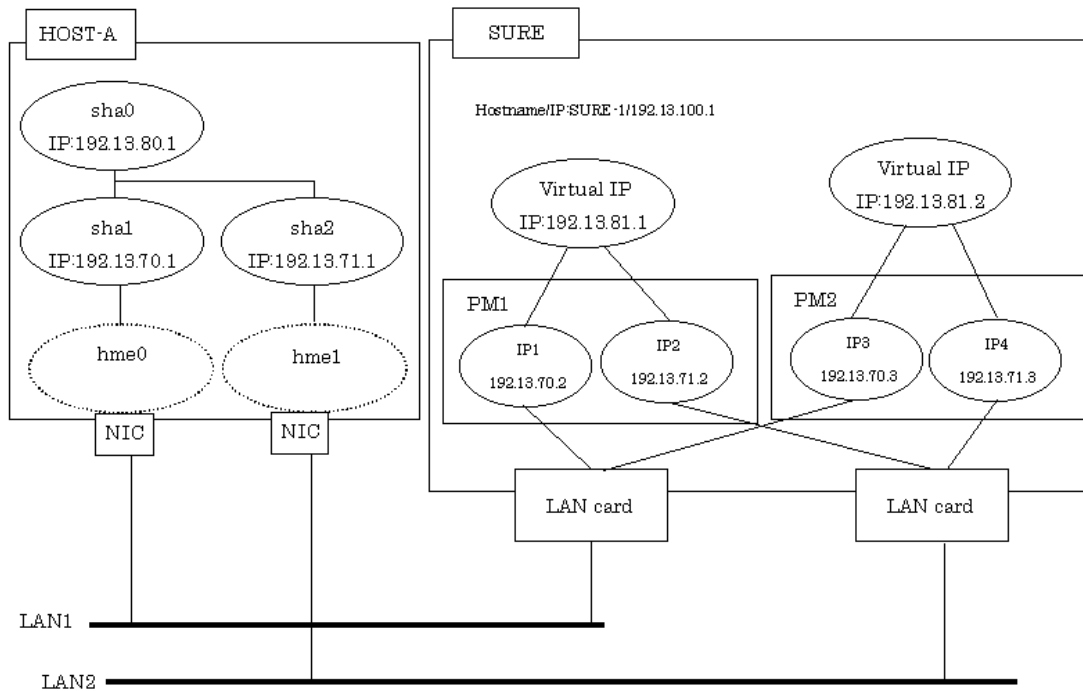 HOST-A
sha0
IP:192.13.80.1
sha1
IP:192.13.70.1
sha2
IP:192.13.71.1
hme0
hme1
NIC
NIC
SURE
Hostname/IP:SURE-1/192.13.100.1
Virtual IP
IP:192.13.81.1
Virtual IP
IP:192.13.81.2
PM1
IP1
192.13.70.2
IP2
192.13.71.2
PM2
IP3
192.13.70.3
IP4
192.13.71.3
LAN card
LAN card
LAN1
LAN2